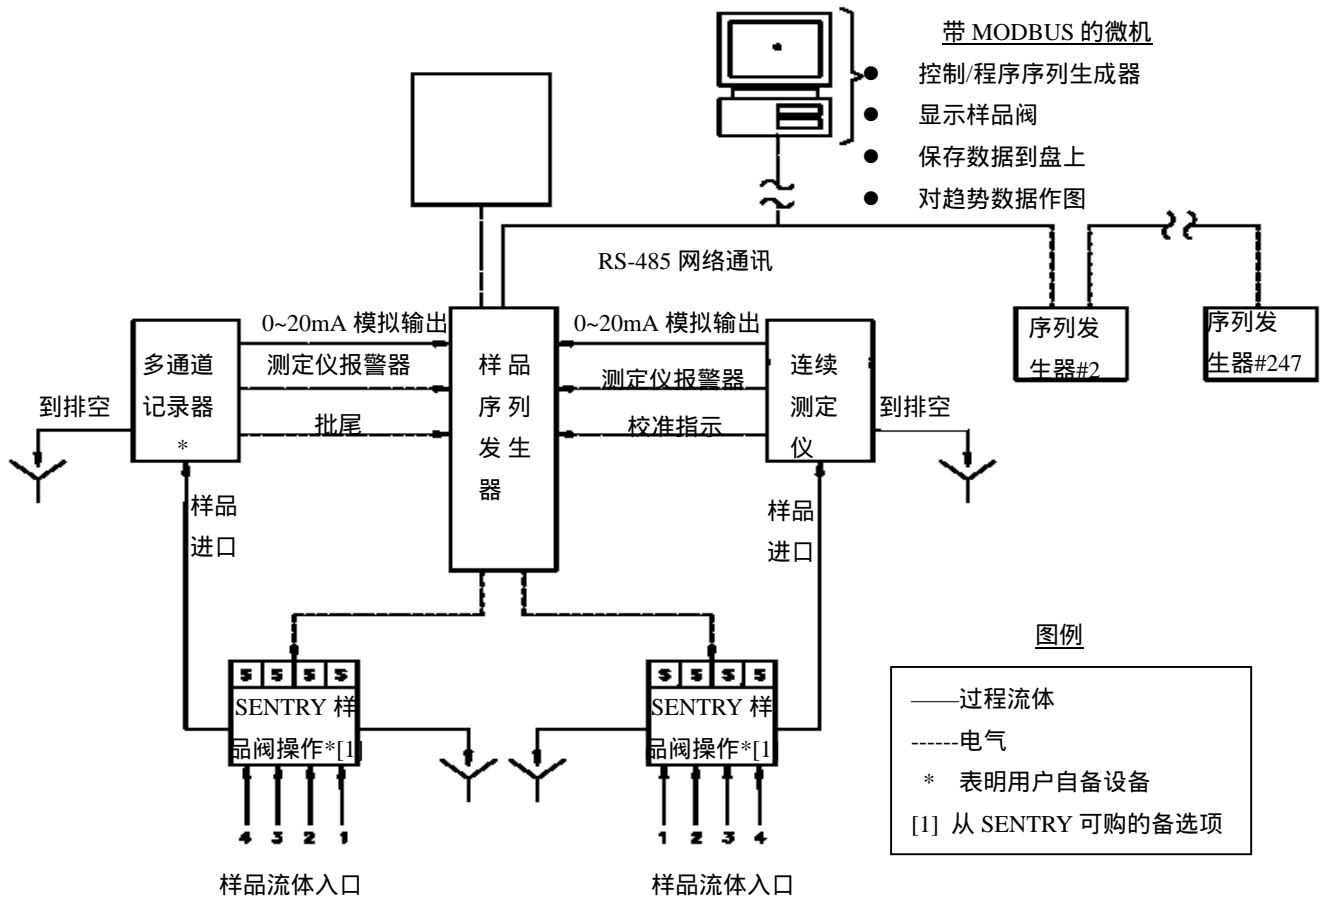 带 MODBUS 的微机
● 控制/程序序列生成器
● 显示样品阀
● 保存数据到盘上
● 对趋势数据作图
RS-485 网络通讯
序列发
生器#2
序列发
生器#247
0~20mA 模拟输出
测定仪报警器
批尾
0~20mA 模拟输出
测定仪报警器
校准指示
多通道
记录器
*
样品
序列
发生
器
连续
测定
仪
到排空
到排空
样品
进口
样品
进口
S S S S
SENTRY 样
品阀操作*[1]
4 3 2 1
样品流体入口
S S S S
SENTRY 样
品阀操作*[1
1 2 3 4
样品流体入口
图例
——过程流体
------电气
* 表明用户自备设备
[1] 从 SENTRY 可购的备选项